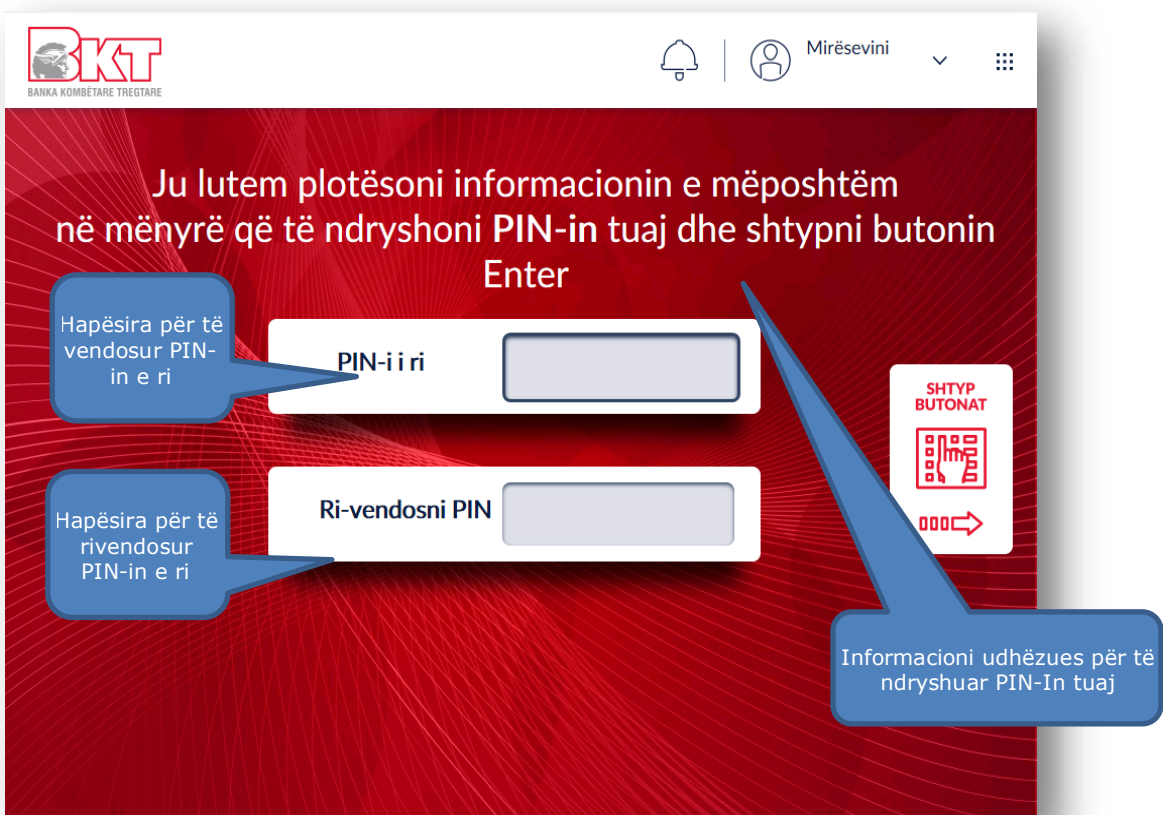 BKT
BANKA KOMBËTARE TREGTARE
Mirësevini
Ju lutem plotësoni informacionin e mëposhtëm
në mënyrë që të ndryshoni PIN-in tuaj dhe shtypni butonin
Enter
Hapësira për të
vendosur PIN-
in e ri
PIN-i i ri
SHTYP
BUTONAT
Hapësira për të
rivendosur
PIN-in e ri
Ri-vendosni PIN
Informacioni udhëzues për të
ndryshuar PIN-In tuaj